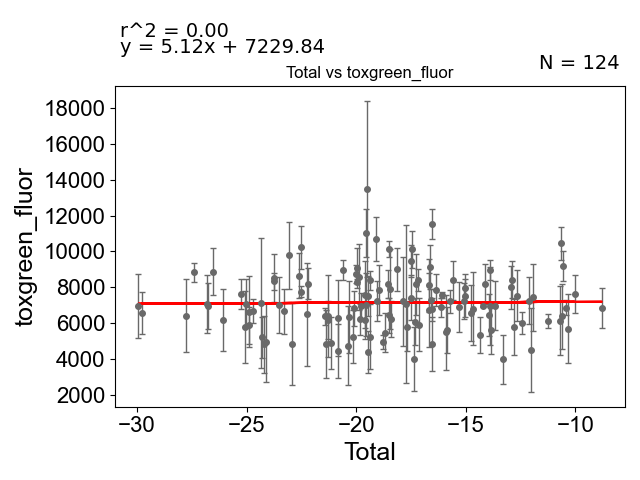 r^2 = 0.00
y = 5.12x + 7229.84
N = 124
Total vs toxgreen_fluor
18000
16000
14000
12000
10000
8000
6000
4000
2000
toxgreen_fluor
−30 −25 −20 −15 −10
Total